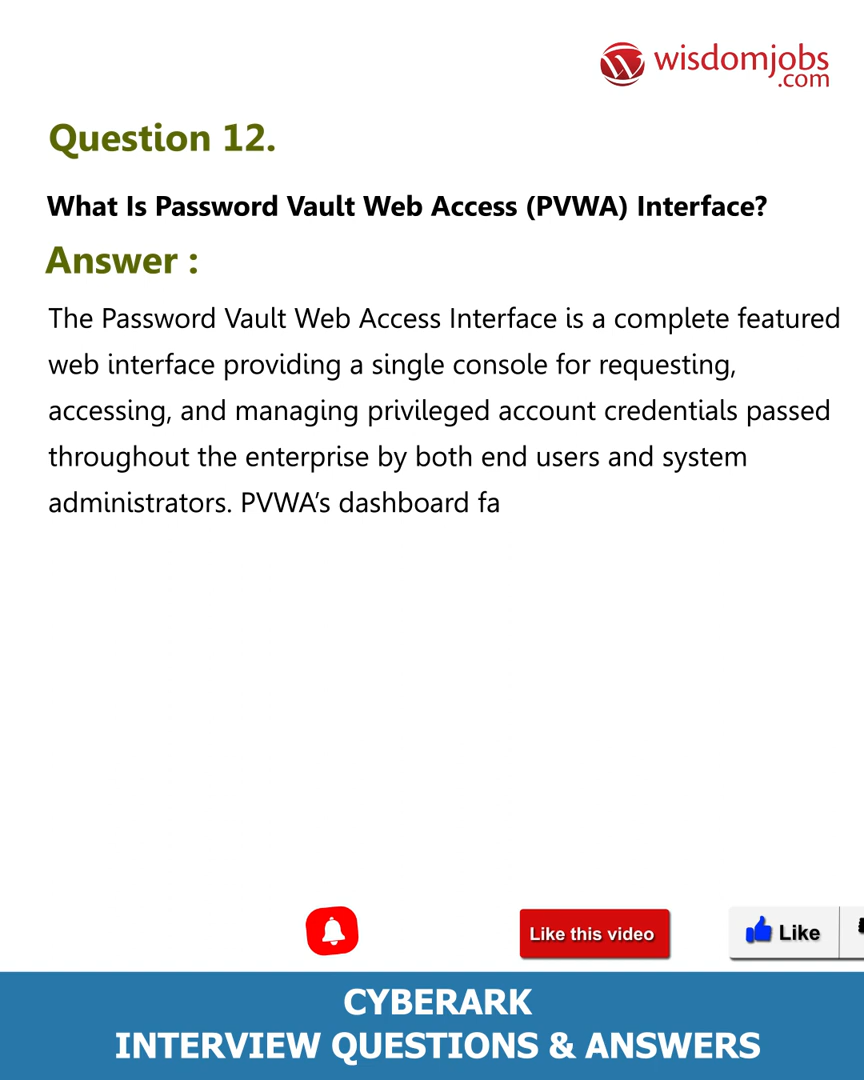 wisdomjobs
.com
Question 12.
What Is Password Vault Web Access (PVWA) Interface?
Answer :
The Password Vault Web Access Interface is a complete featured
web interface providing a single console for requesting,
accessing, and managing privileged account credentials passed
throughout the enterprise by both end users and system
administrators. PVWA’s dashboard fa
Like this video
Like
CYBERARK
INTERVIEW QUESTIONS & ANSWERS